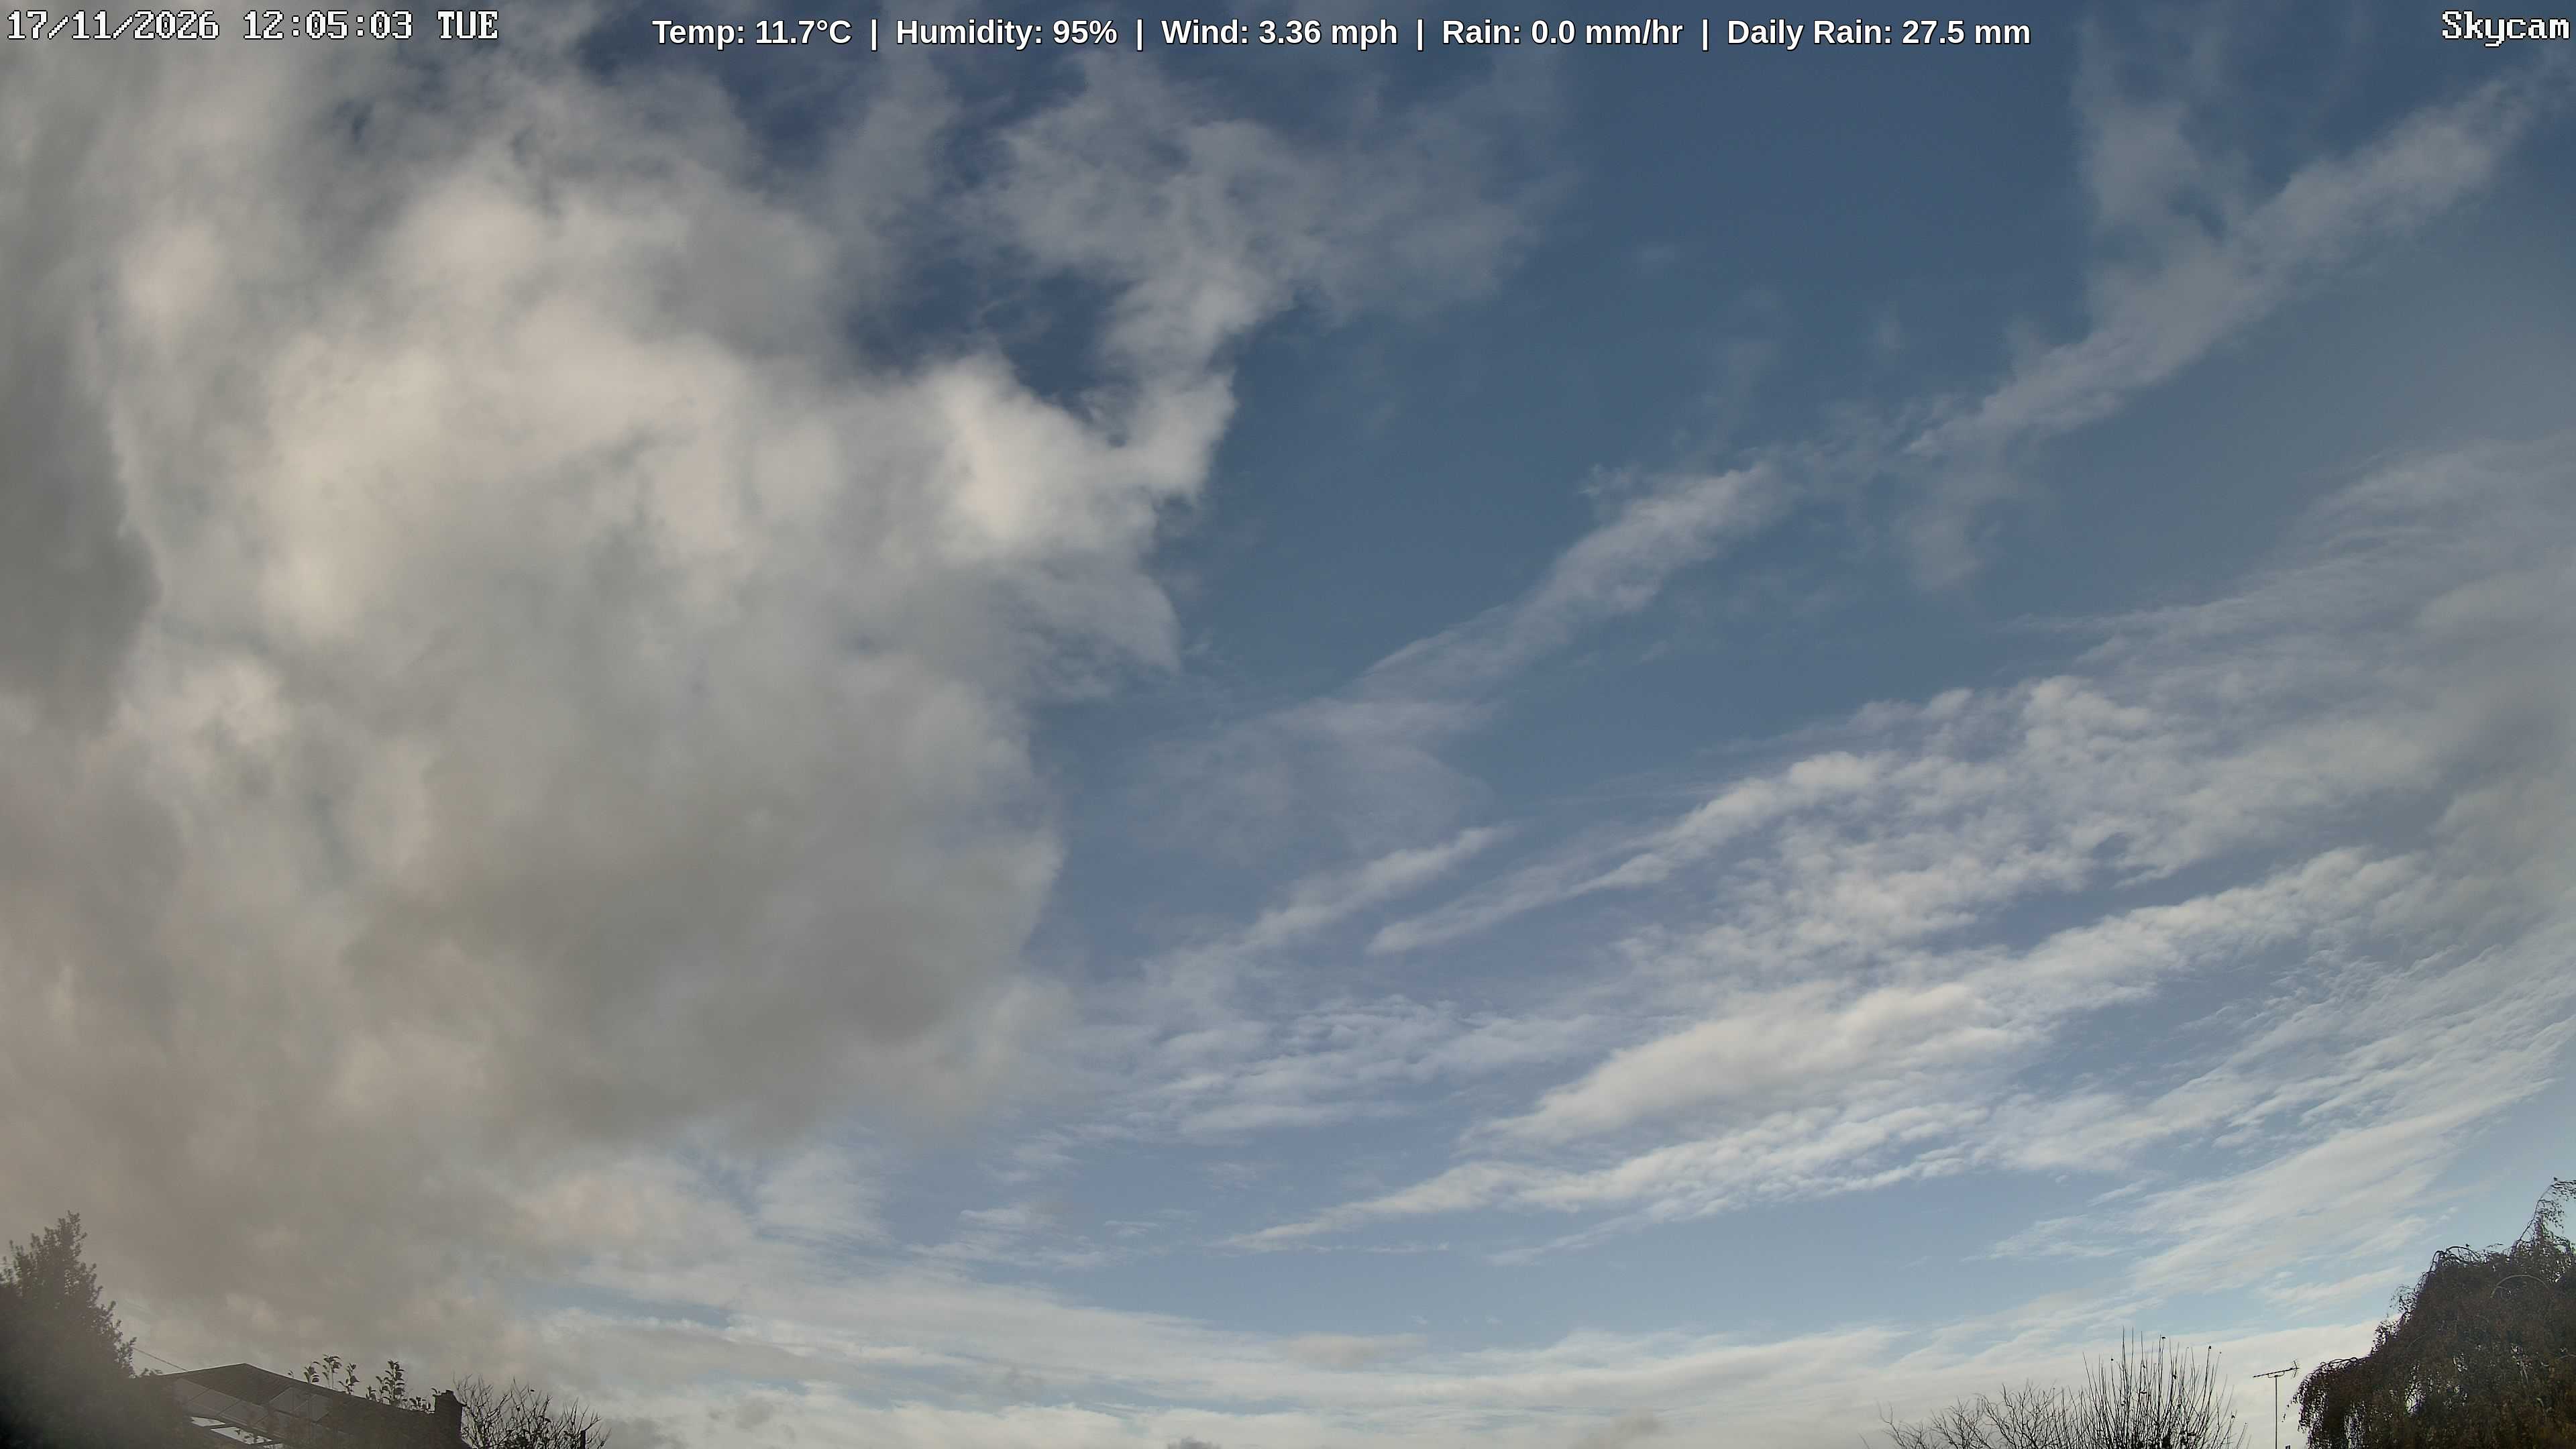 17/11/2026 12:05:03 TUE
Temp: 11.7°C | Humidity: 95% | Wind: 3.36 mph | Rain: 0.0 mm/hr | Daily Rain: 27.5 mm
Skycam